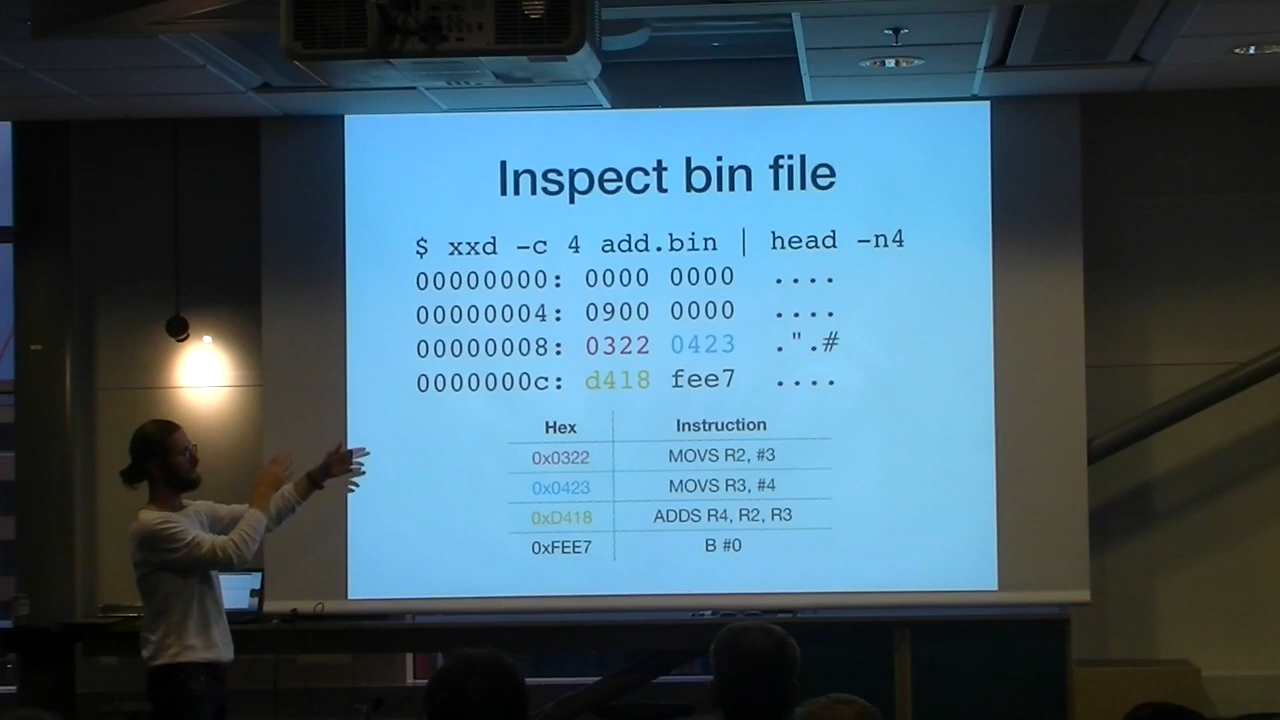 Inspect bin file
$ xxd -c 4 add.bin | head -n4
00000000: 0000 0000 ....
00000004: 0900 0000 ....
00000008: 0322 0423 .".#
0000000c: d418 fee7 ....
Hex Instruction
0x0322 MOVS R2, #3
0x0423 MOVS R3, #4
0xD418 ADDS R4, R2, R3
0xFEE7 B #0